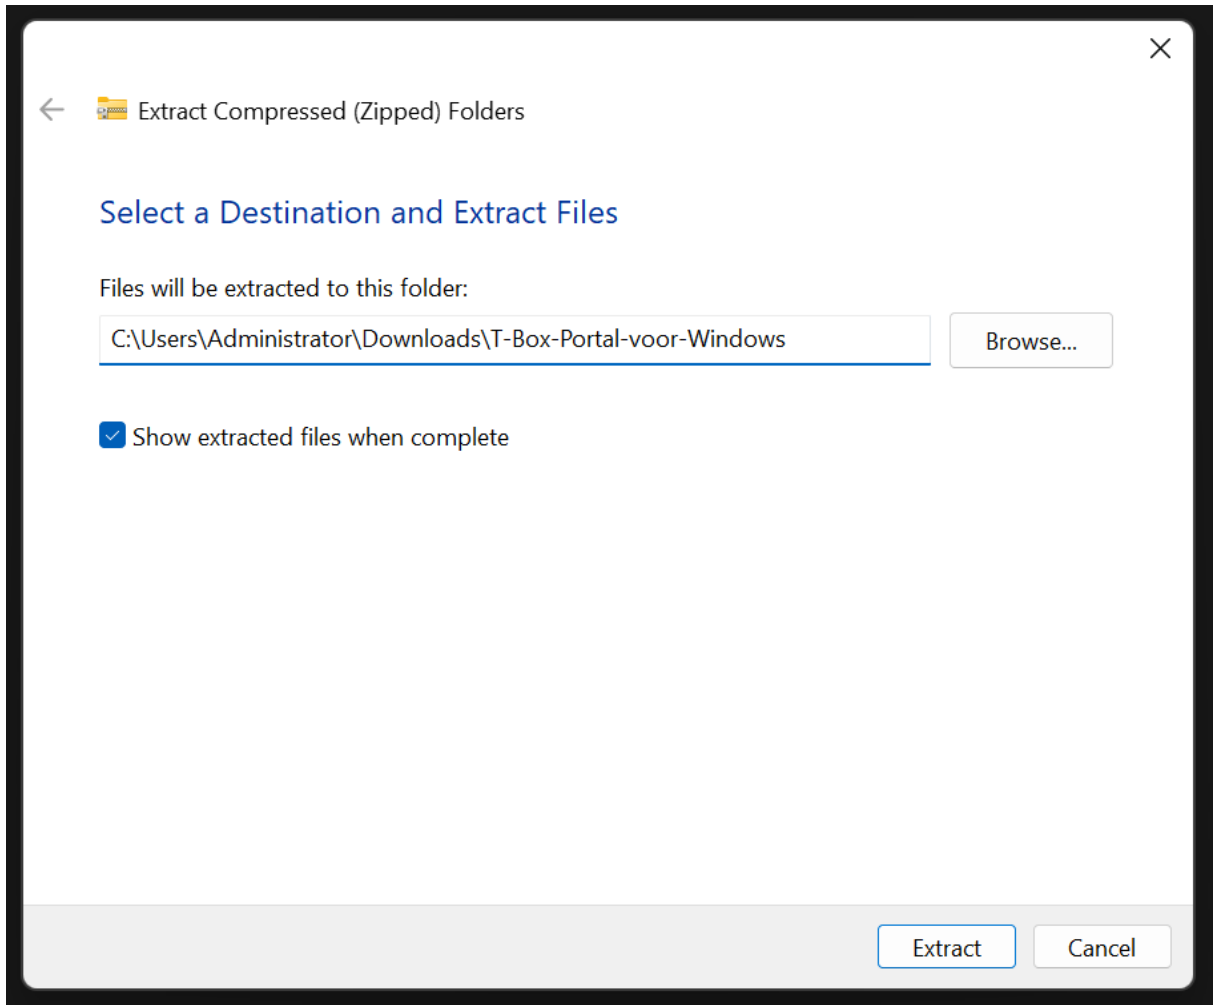 Extract Compressed (Zipped) Folders
Select a Destination and Extract Files
Files will be extracted to this folder:
C:\Users\Administrator\Downloads\T-Box-Portal-voor-Windows
Browse...
Show extracted files when complete
Extract
Cancel